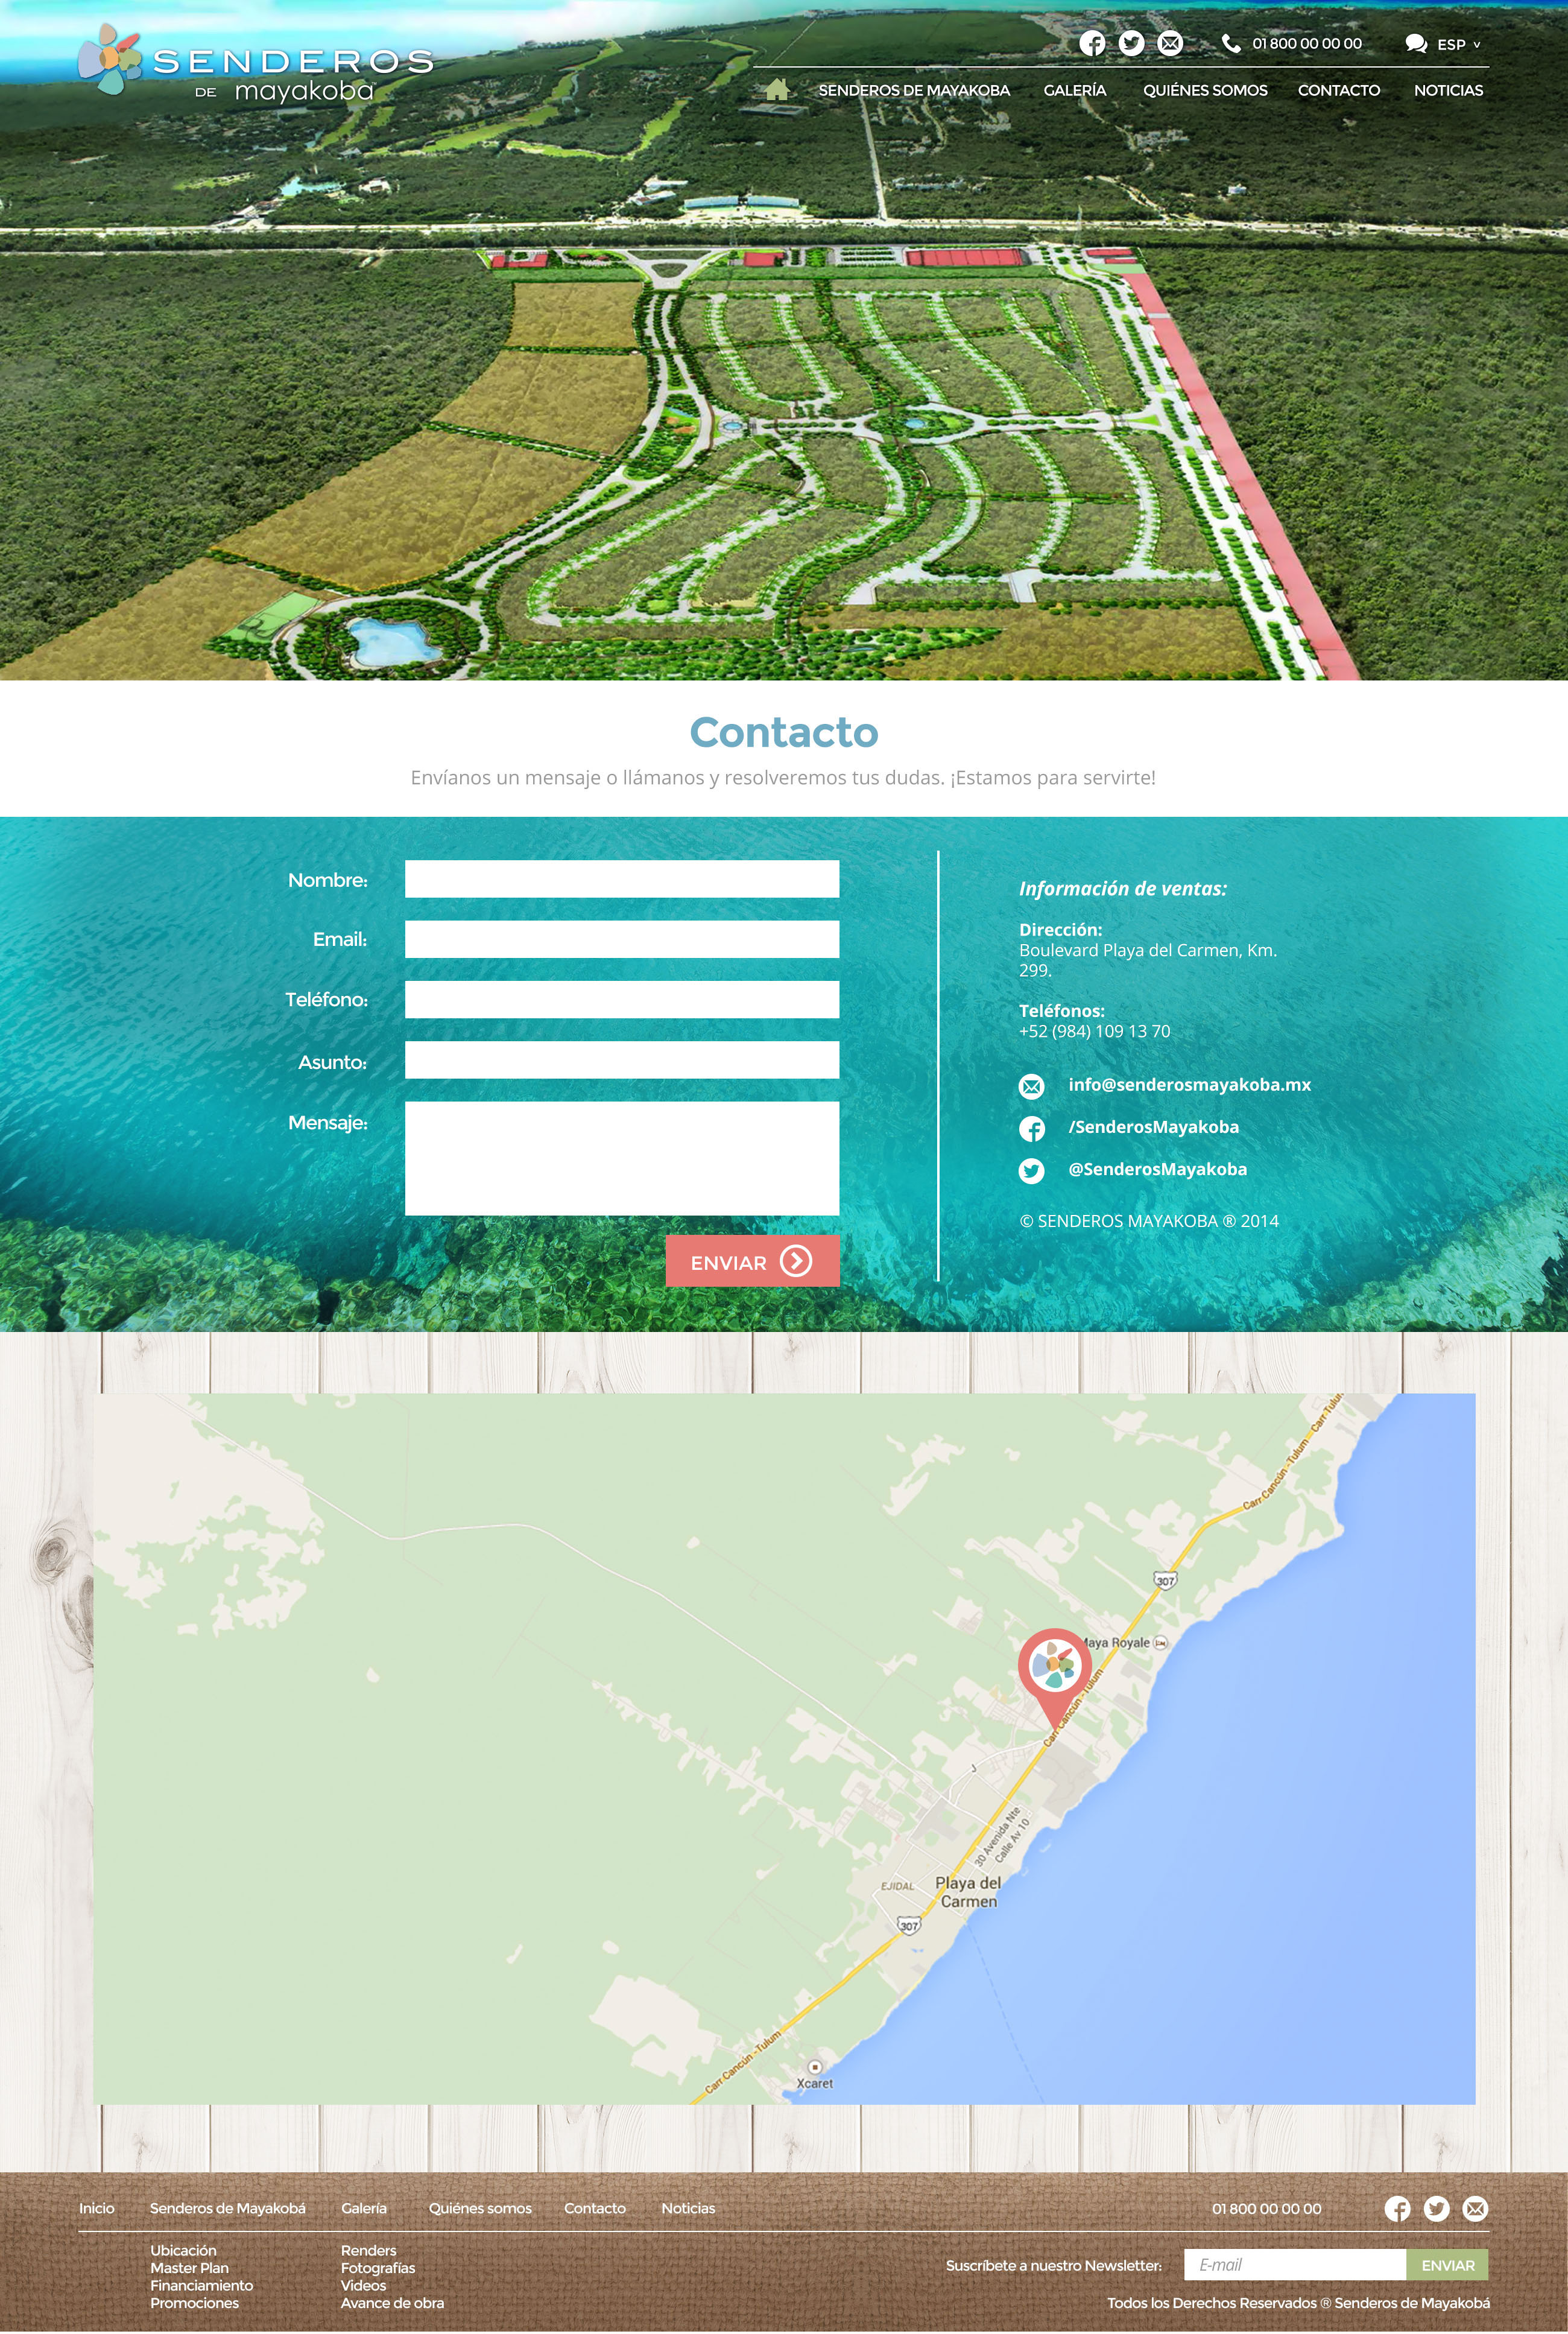 SENDEROS
DE mayakoba
01 800 00 00 00
ESP v
SENDEROS DE MAYAKOBA GALERÍA QUIÉNES SOMOS CONTACTO NOTICIAS
Contacto
Envíanos un mensaje o llámanos y resolveremos tus dudas. ¡Estamos para servirte!
Nombre:
Email:
Teléfono:
Asunto:
Mensaje:
ENVIAR
Información de ventas:
Dirección:
Boulevard Playa del Carmen, Km.
299.
Teléfonos:
+52 (984) 109 13 70
info@senderosmayakoba.mx
/SenderosMayakoba
@SenderosMayakoba
© SENDEROS MAYAKOBA ® 2014
Carr Cancún -Tulum
Carr Tulum
307
Maya Royale
Carr Cancún -Tulum
30 Avenida Nte
Calle Av 10
EJIDAL
Playa del
Carmen
307
Carr Cancún -Tulum
Xcaret
Inicio Senderos de Mayakobá Galería Quiénes somos Contacto Noticias
01 800 00 00 00
Ubicación
Master Plan
Financiamiento
Promociones
Renders
Fotografías
Videos
Avance de obra
Suscríbete a nuestro Newsletter:
E-mail
ENVIAR
Todos los Derechos Reservados ® Senderos de Mayakobá